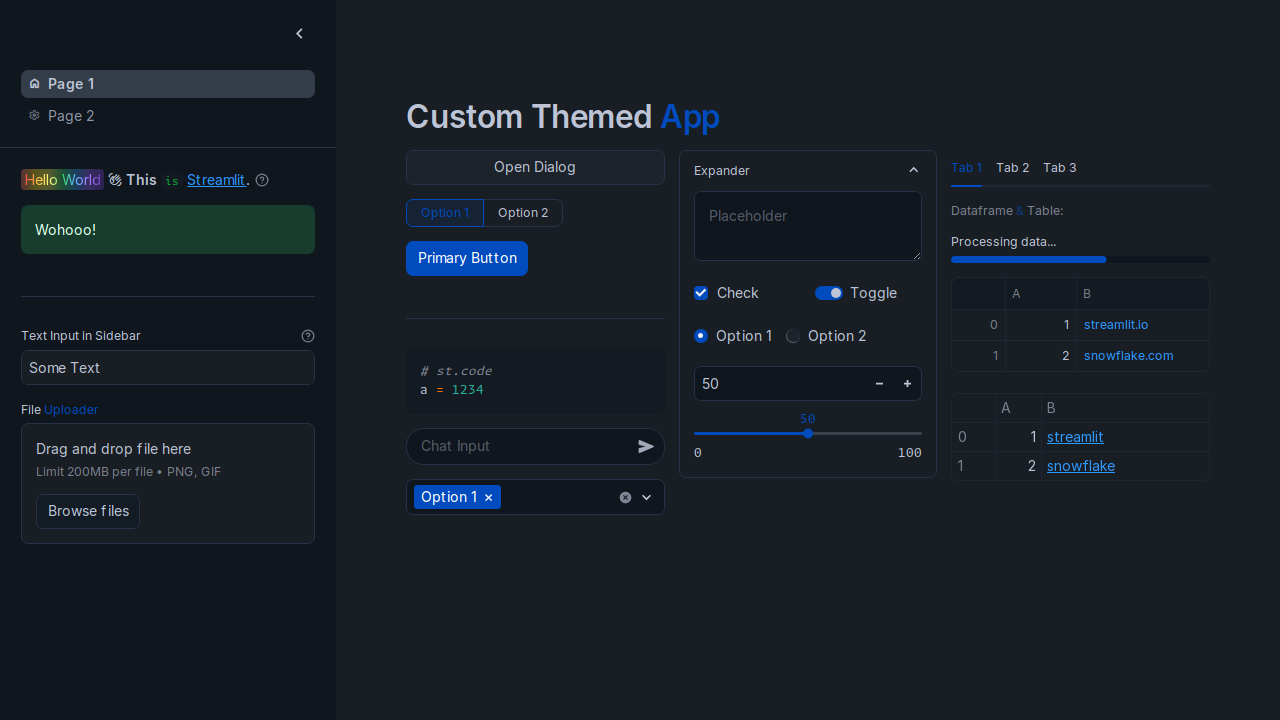 Page 1
Page 2
Hello World 👋 This is Streamlit.
Wohooo!
Text Input in Sidebar
Some Text
File Uploader
Drag and drop file here
Limit 200MB per file • PNG, GIF
Browse files
Custom Themed App
Open Dialog
Option 1 Option 2
Primary Button
# st.code
a = 1234
Chat Input
Option 1
Expander
Placeholder
Check Toggle
Option 1 Option 2
50
50
0 100
Tab 1 Tab 2 Tab 3
Dataframe & Table:
Processing data...
A B
0 1 streamlit.io
1 2 snowflake.com
A B
0 1 streamlit
1 2 snowflake